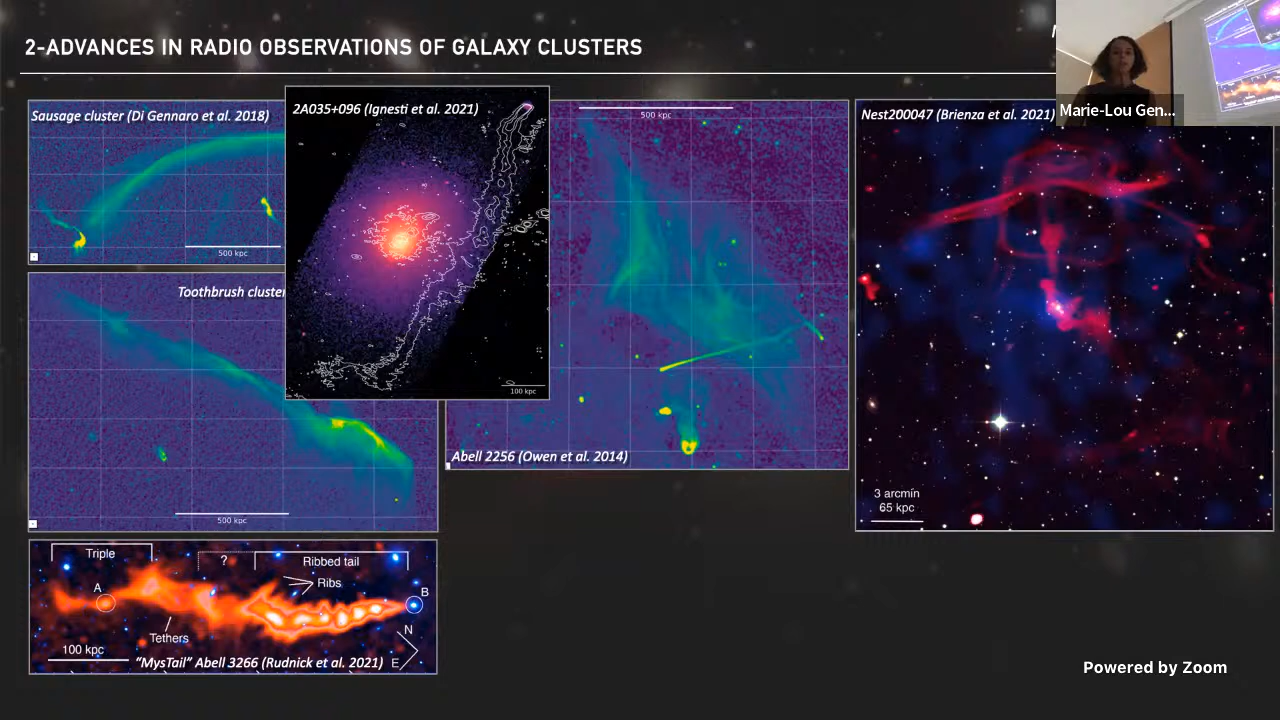 2-ADVANCES IN RADIO OBSERVATIONS OF GALAXY CLUSTERS
Marie-Lou Gen...
Sausage cluster (Di Gennaro et al. 2018)
500 kpc
2A035+096 (Ignesti et al. 2021)
100 kpc
500 kpc
Abell 2256 (Owen et al. 2014)
Nest200047 (Brienza et al. 2021)
3 arcmin
65 kpc
Toothbrush cluster
500 kpc
Triple
?
Ribbed tail
A
Ribs
B
Tethers
N
E
100 kpc
"MysTail" Abell 3266 (Rudnick et al. 2021)
Powered by Zoom